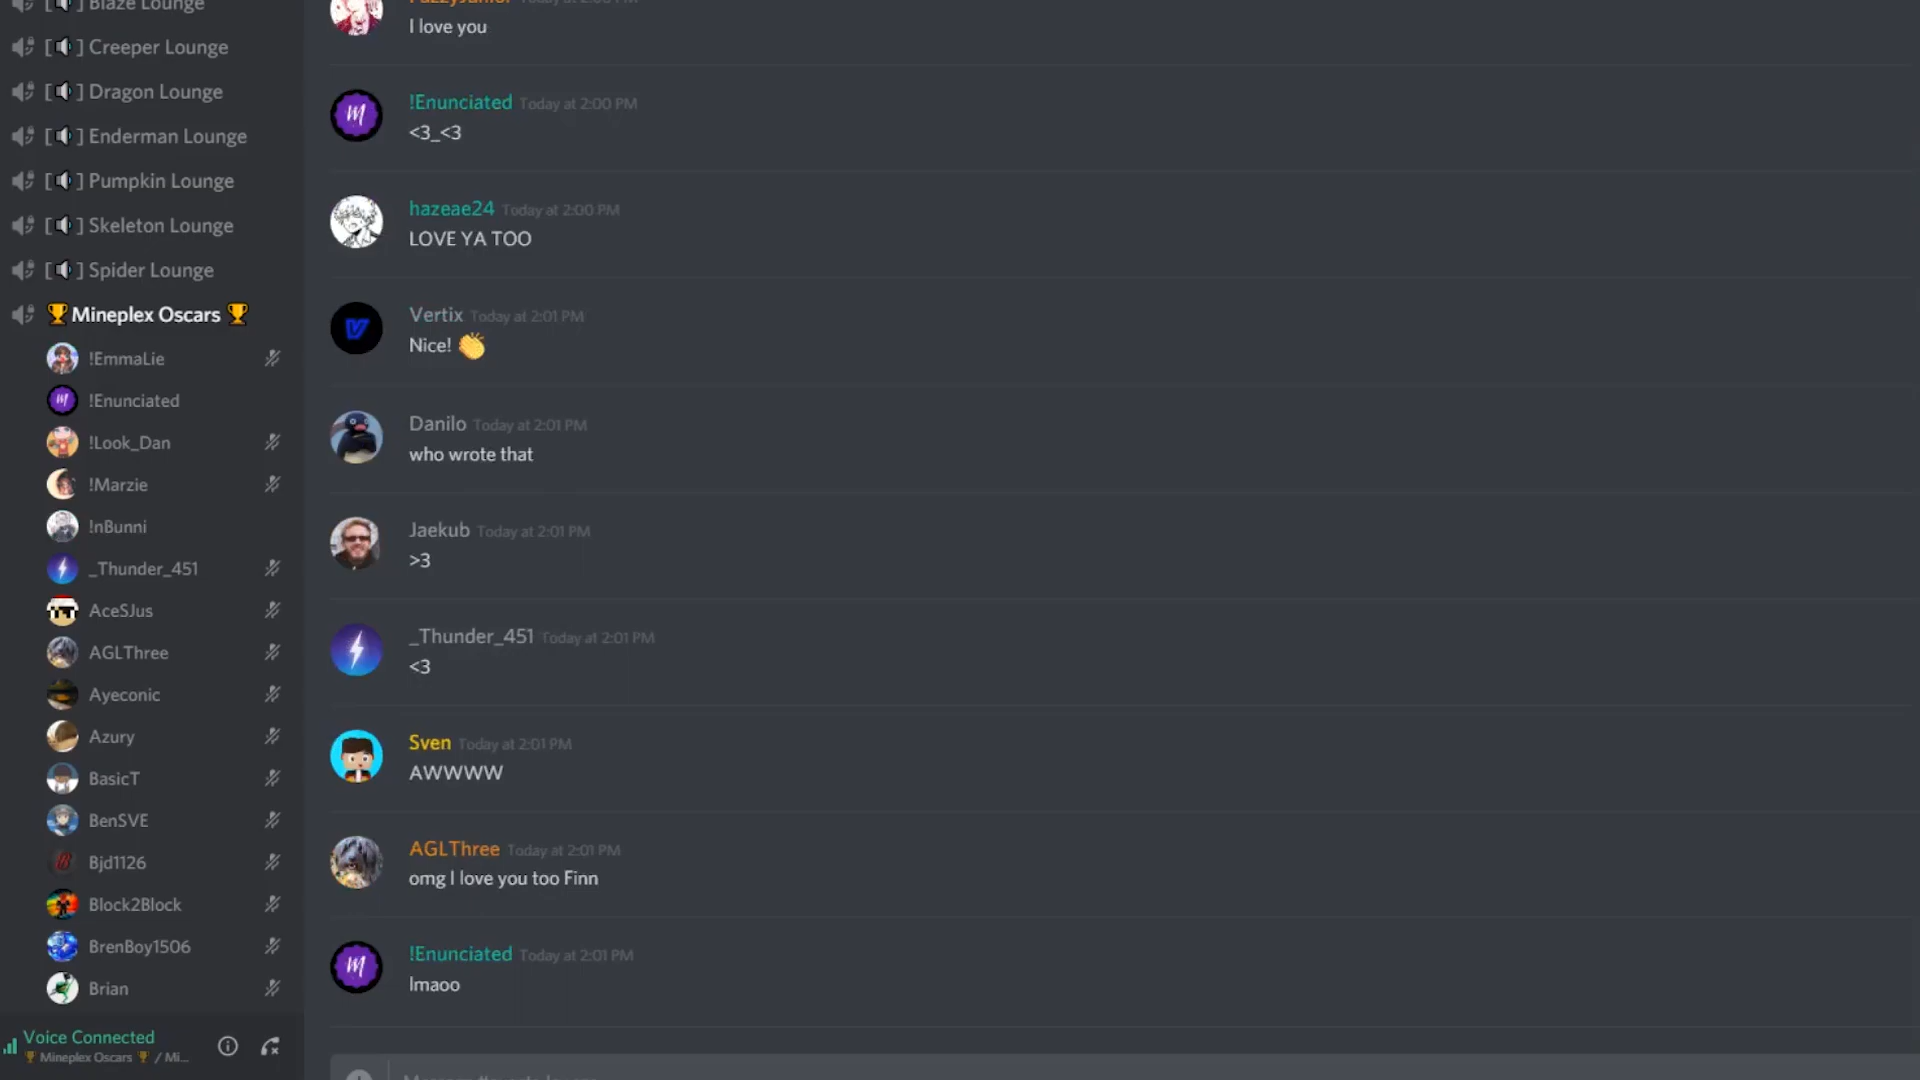 Blaze Lounge
Creeper Lounge
Dragon Lounge
Enderman Lounge
Pumpkin Lounge
Skeleton Lounge
Spider Lounge
🏆Mineplex Oscars 🏆
!EmmaLie
!Enunciated
!Look_Dan
!Marzie
!nBunni
_Thunder_451
AceSJus
AGLThree
Ayeconic
Azury
BasicT
BenSVE
Bjd1126
Block2Block
BrenBoy1506
Brian
Voice Connected
🏆 Mineplex Oscars 🏆 / Mi...
I love you
!Enunciated Today at 2:00 PM
<3_<3
hazeae24 Today at 2:00 PM
LOVE YA TOO
Vertix Today at 2:01 PM
Nice! 👏
Danilo Today at 2:01 PM
who wrote that
Jaekub Today at 2:01 PM
>3
_Thunder_451 Today at 2:01 PM
<3
Sven Today at 2:01 PM
AWWWW
AGLThree Today at 2:01 PM
omg I love you too Finn
!Enunciated Today at 2:01 PM
lmaoo